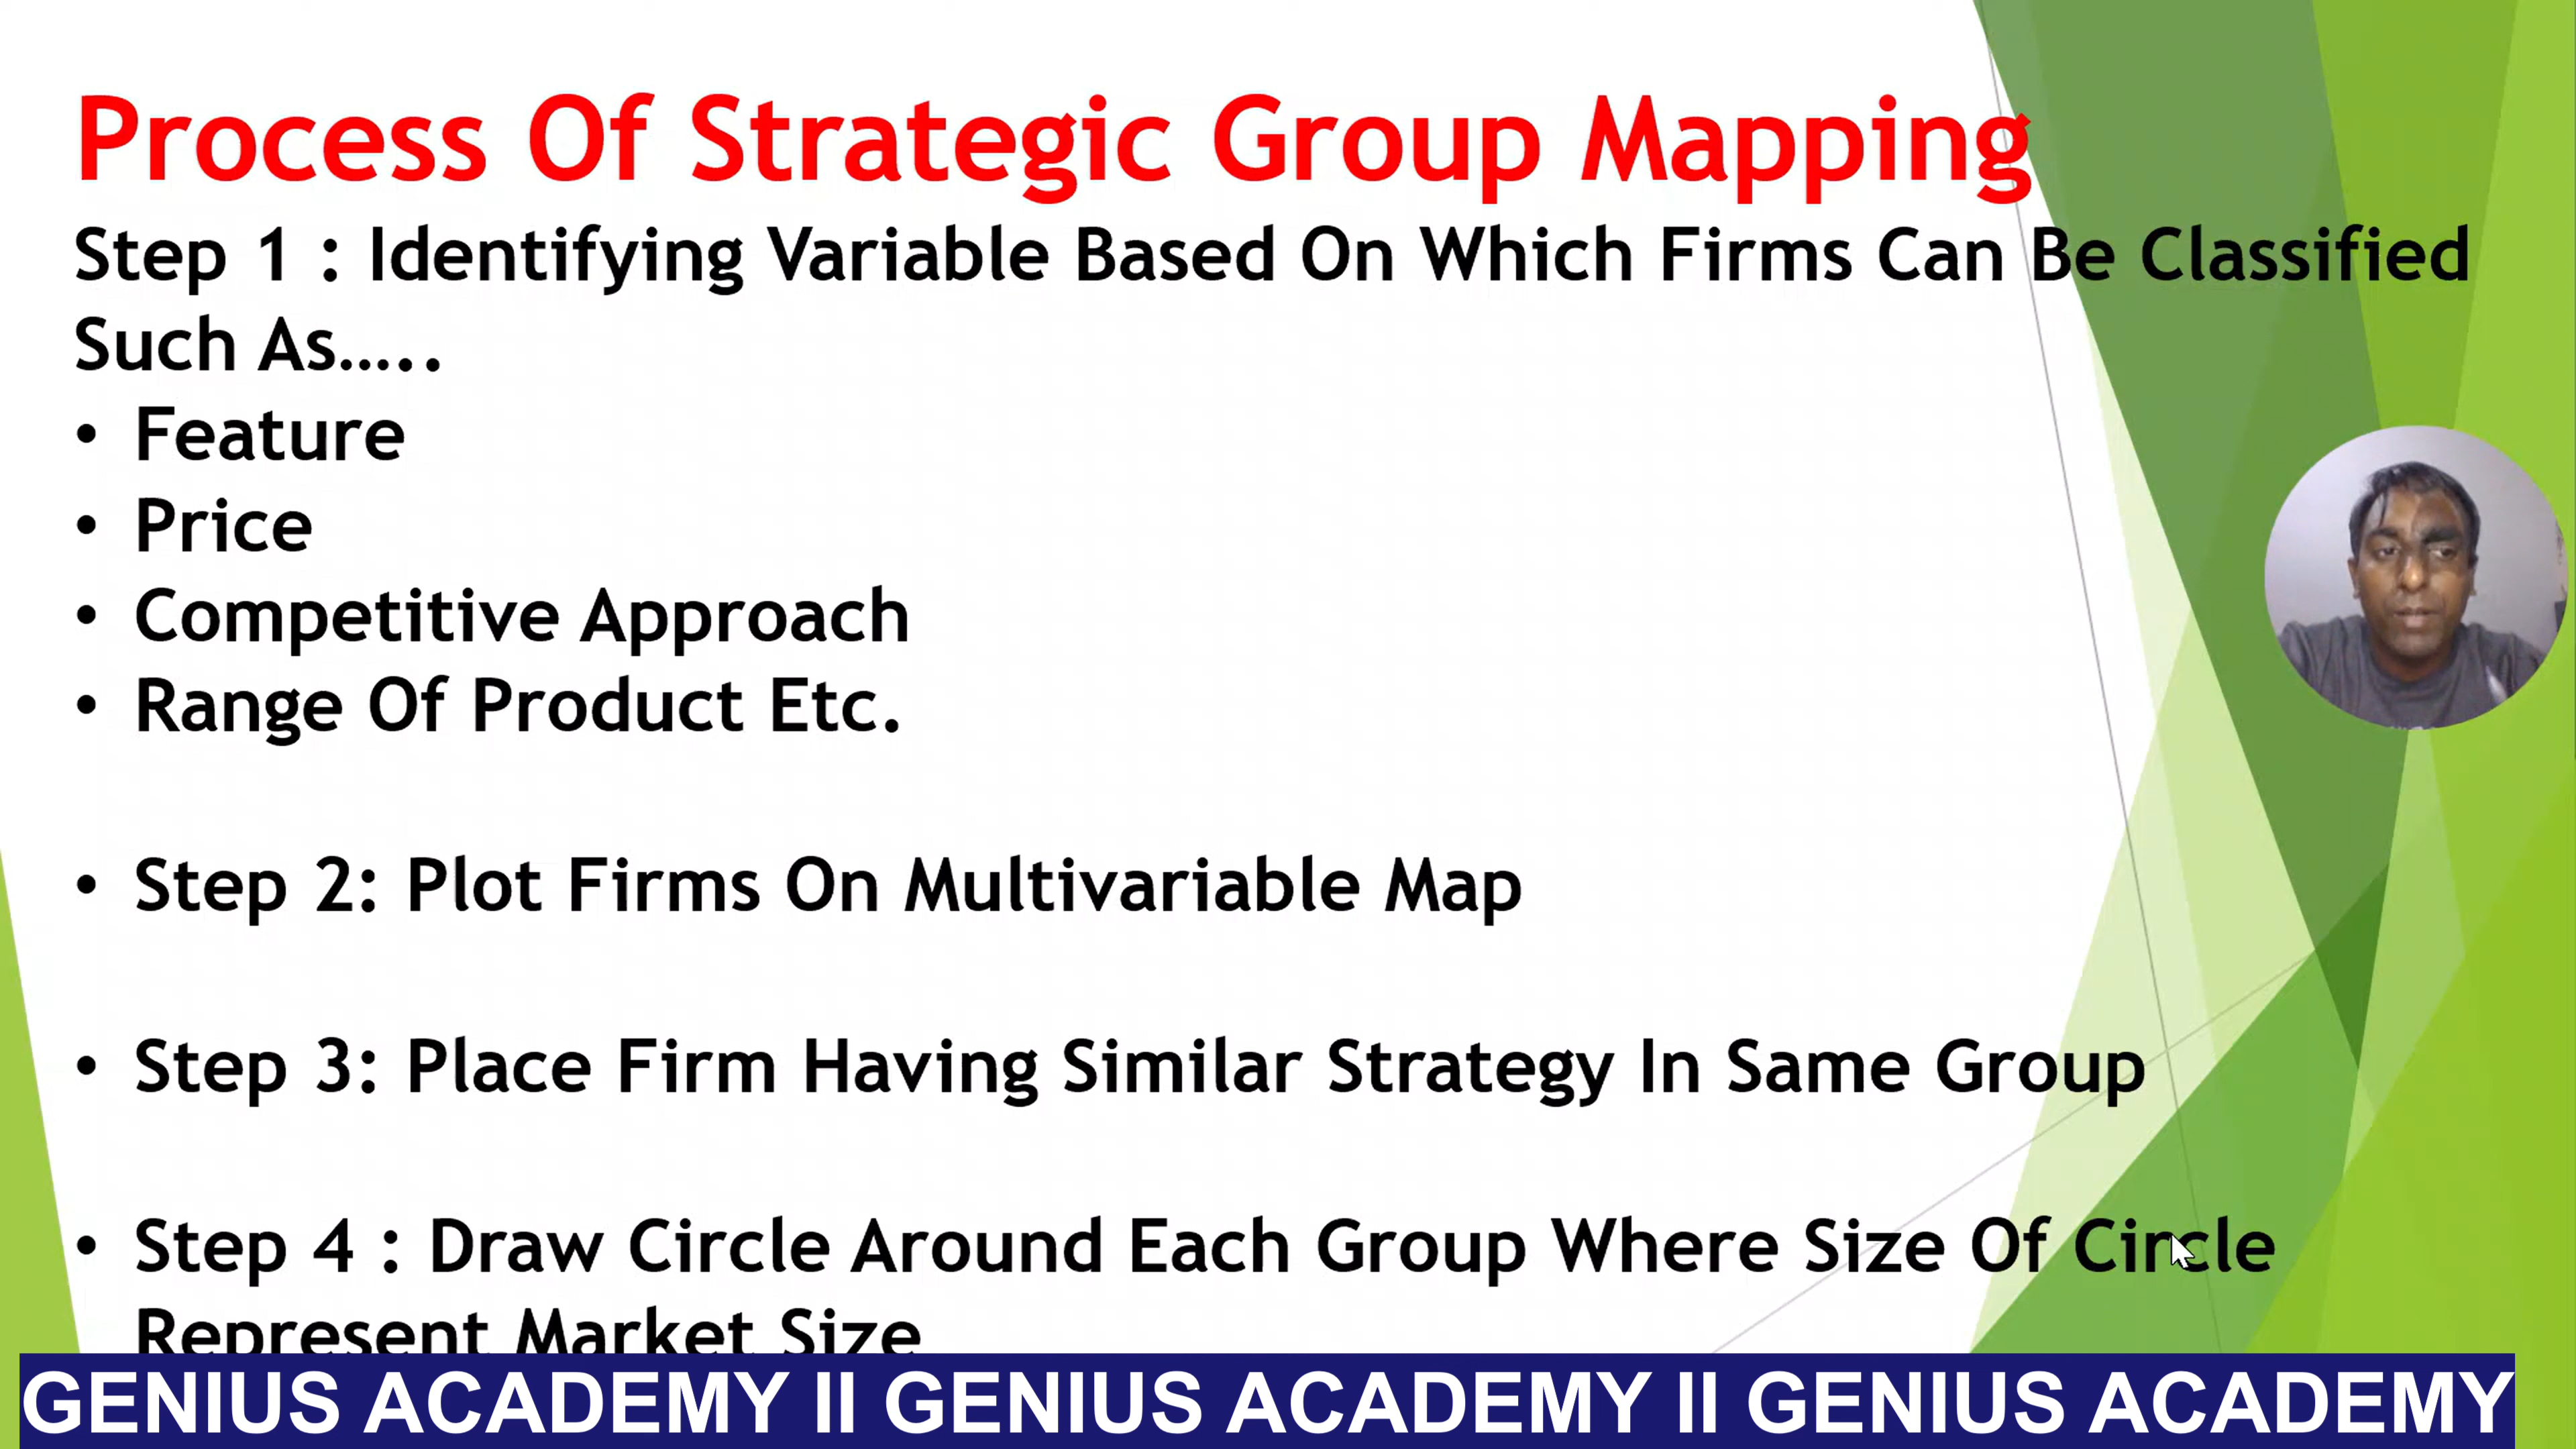 Process Of Strategic Group Mapping
Step 1 : Identifying Variable Based On Which Firms Can Be Classified
Such As.....
• Feature
• Price
• Competitive Approach
• Range Of Product Etc.
• Step 2: Plot Firms On Multivariable Map
• Step 3: Place Firm Having Similar Strategy In Same Group
• Step 4 : Draw Circle Around Each Group Where Size Of Circle
Represent Market Size
GENIUS ACADEMY II GENIUS ACADEMY II GENIUS ACADEMY